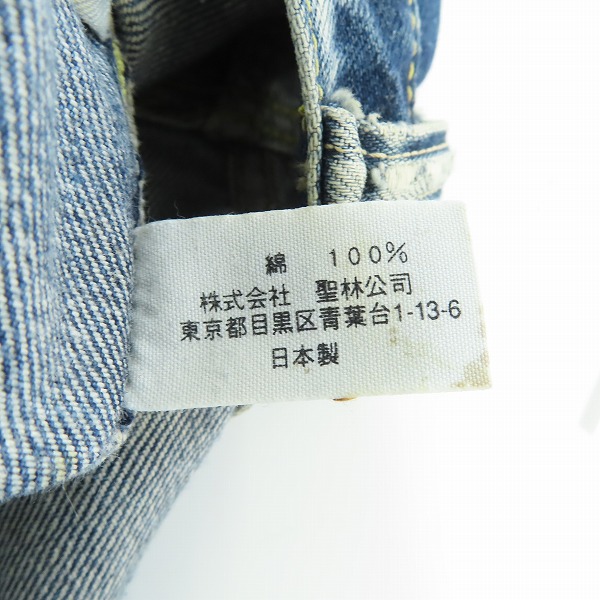 綿 100%
株式会社 聖林公司
東京都目黒区青葉台1-13-6
日本製